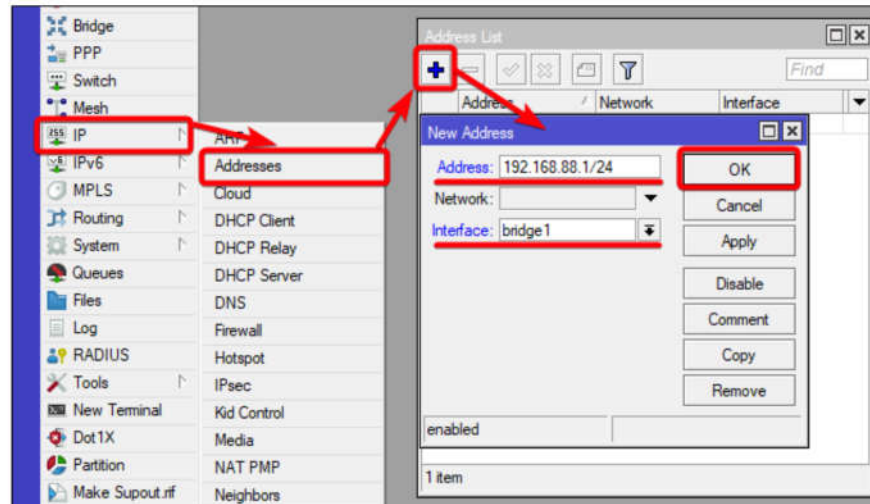 Bridge
PPP
Switch
Mesh
IP
IPv6
MPLS
Routing
System
Queues
Files
Log
RADIUS
Tools
New Terminal
Dot1X
Partition
Make Supout.rif
ARP
Addresses
Cloud
DHCP Client
DHCP Relay
DHCP Server
DNS
Firewall
Hotspot
IPsec
Kid Control
Media
NAT PMP
Neighbors
Address List
Find
Address Network Interface
New Address
Address: 192.168.88.1/24
Network:
Interface: bridge1
OK
Cancel
Apply
Disable
Comment
Copy
Remove
enabled
1 item